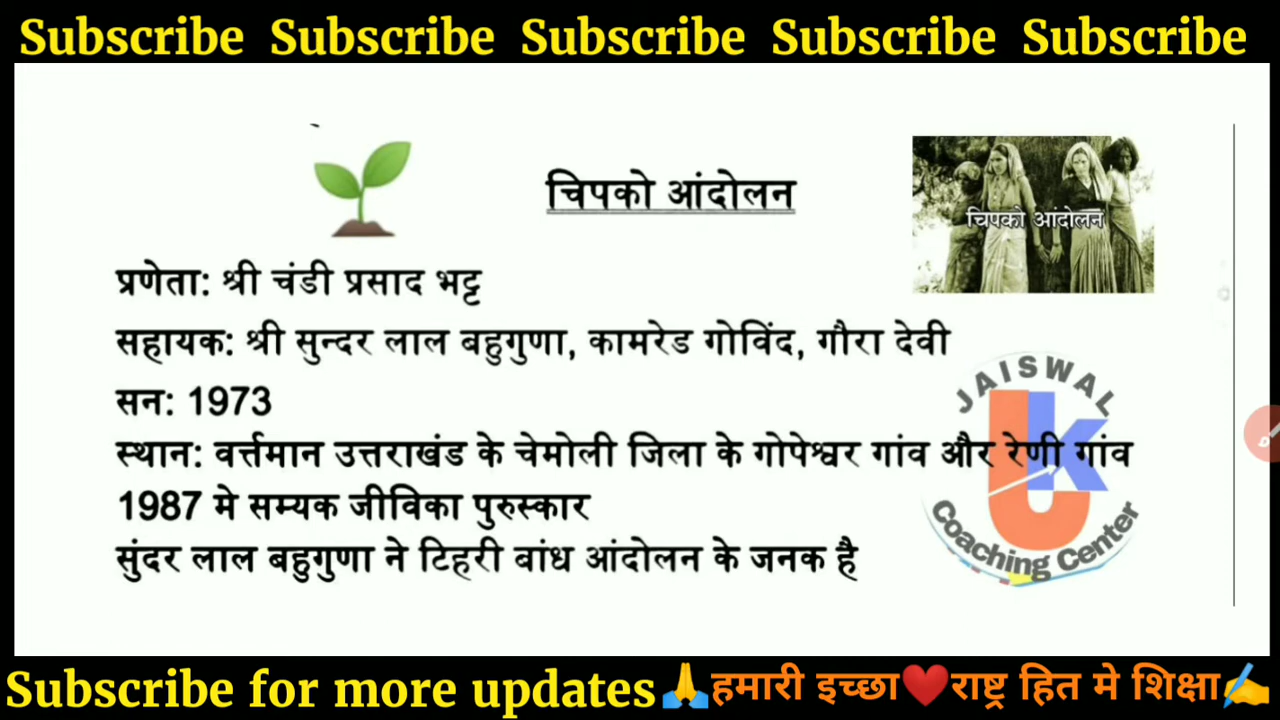 Subscribe Subscribe Subscribe Subscribe Subscribe
चिपको आंदोलन
चिपको आंदोलन
प्रणेता: श्री चंडी प्रसाद भट्ट
सहायक: श्री सुन्दर लाल बहुगुणा, कामरेड गोविंद, गौरा देवी
सन: 1973
स्थान: वर्त्तमान उत्तराखंड के चेमोली जिला के गोपेश्वर गांव और रेणी गांव
1987 मे सम्यक जीविका पुरुस्कार
सुंदर लाल बहुगुणा ने टिहरी बांध आंदोलन के जनक है
JAISWAL
JK
Coaching Center
Subscribe for more updates🙏हमारी इच्छा❤️राष्ट्र हित मे शिक्षा✍️